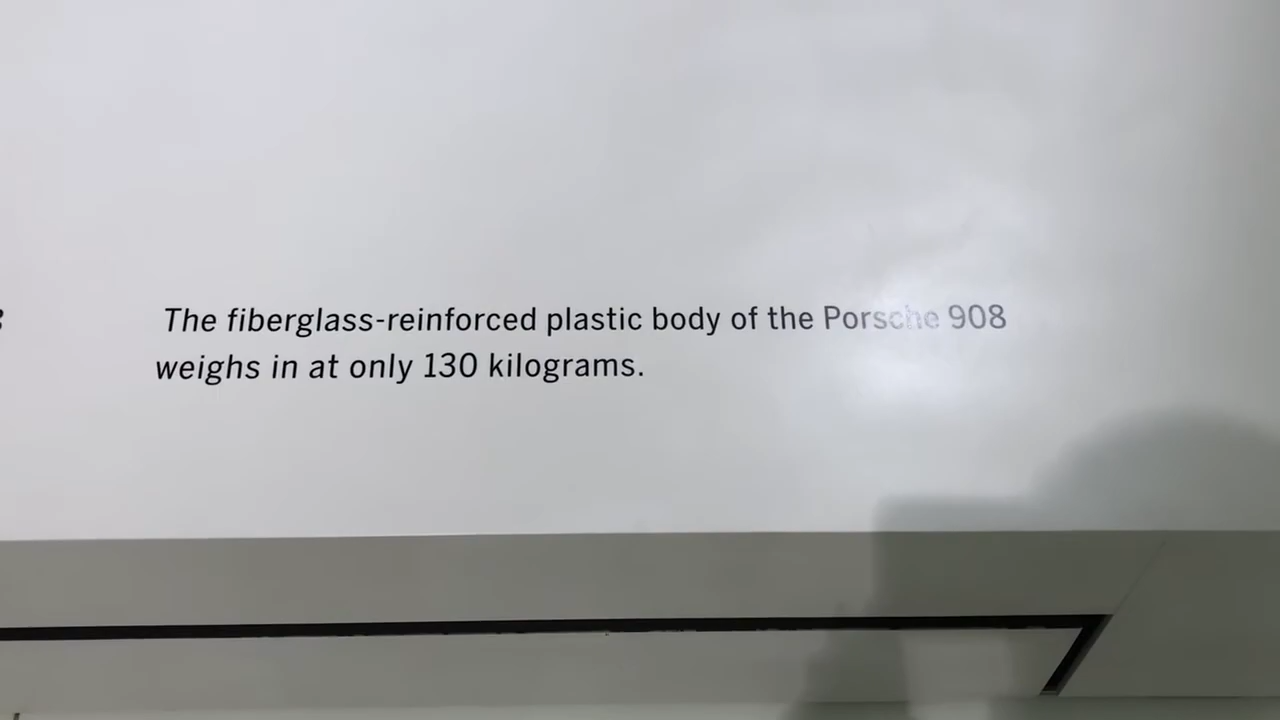 The fiberglass-reinforced plastic body of the Porsche 908
weighs in at only 130 kilograms.